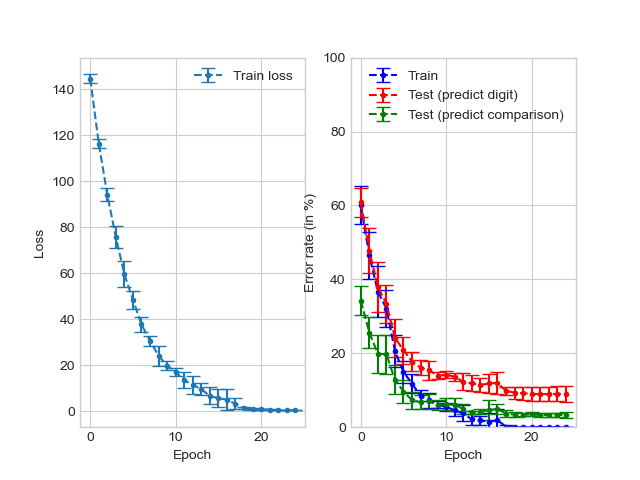 Train loss
140
120
100
80
60
40
20
0
Loss
0
10
20
Epoch
Train
Test (predict digit)
Test (predict comparison)
100
80
60
40
20
0
Error rate (in %)
0
10
20
Epoch